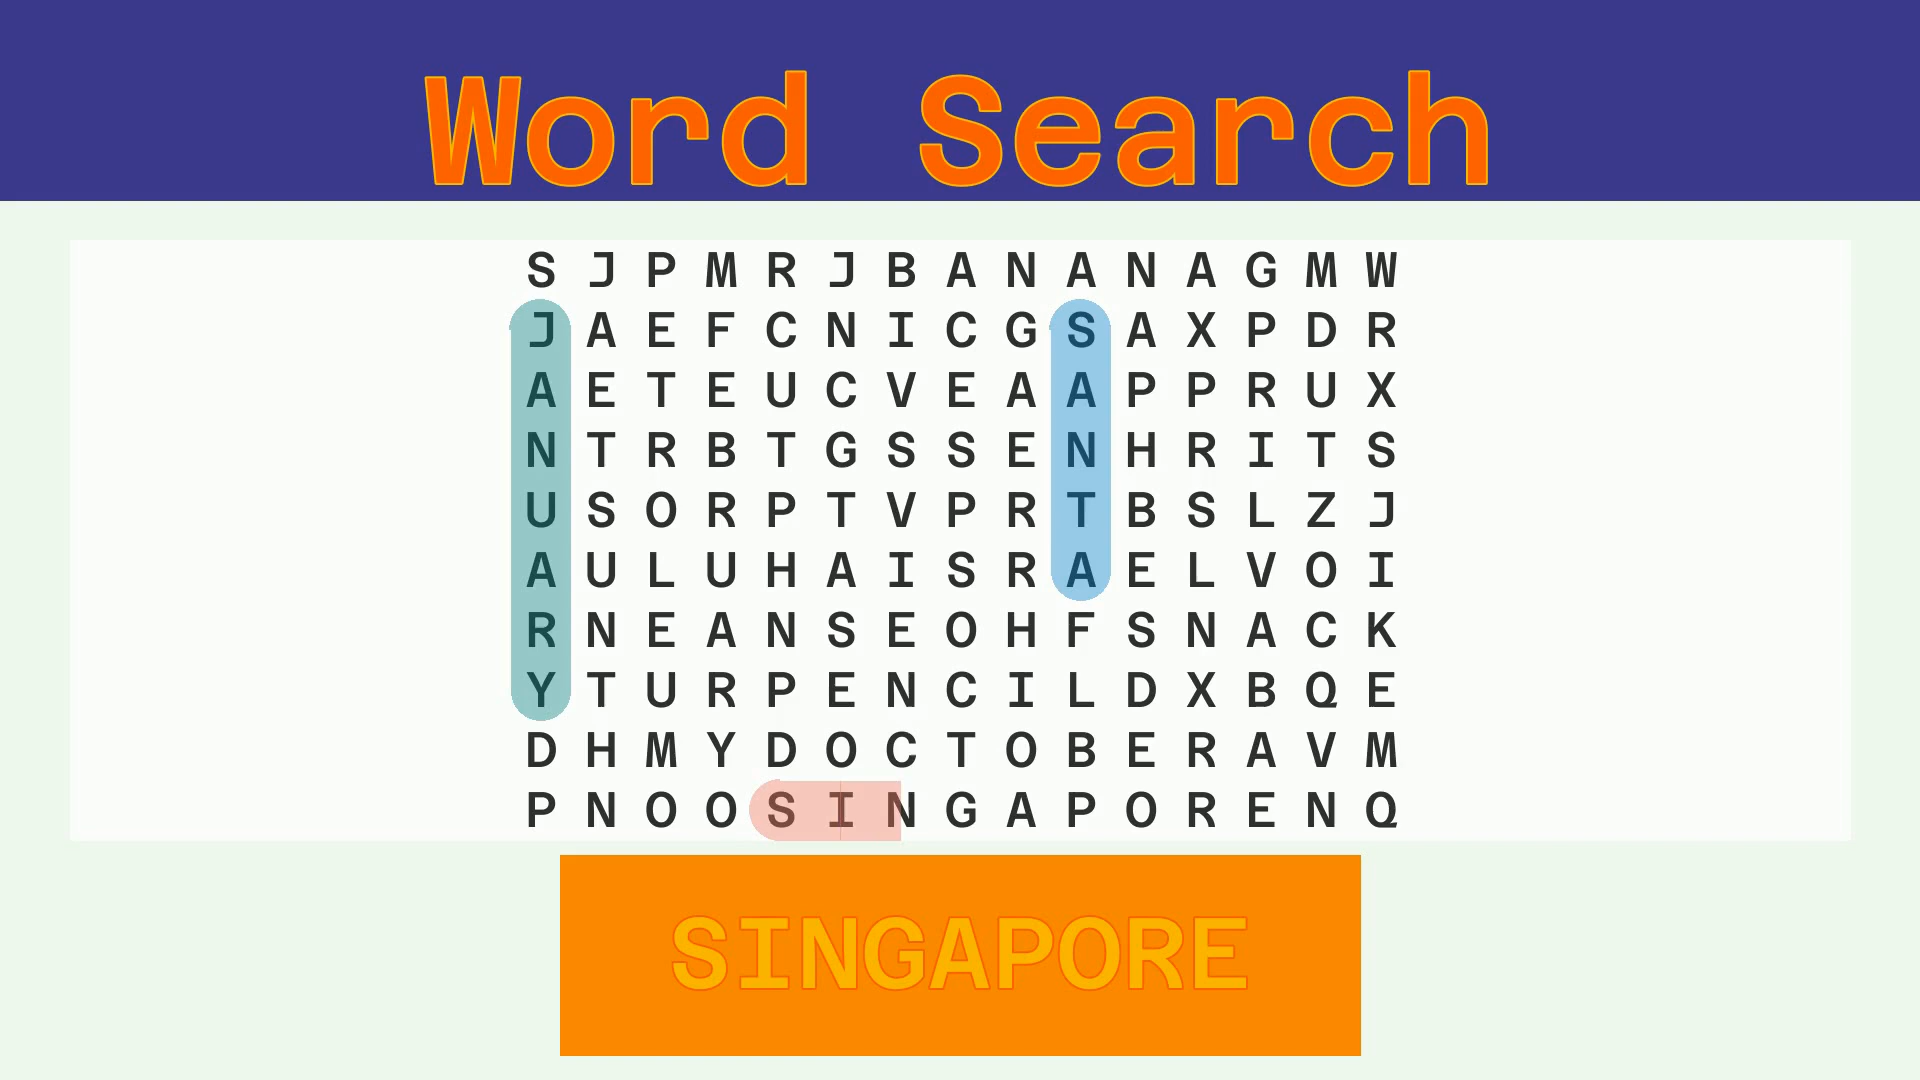 Word Search
S J P M R J B A N A N A G M W
J A E F C N I C G S A X P D R
A E T E U C V E A A P P R U X
N T R B T G S S E N H R I T S
U S O R P T V P R T B S L Z J
A U L U H A I S R A E L V O I
R N E A N S E O H F S N A C K
Y T U R P E N C I L D X B Q E
D H M Y D O C T O B E R A V M
P N O O S I N G A P O R E N Q
SINGAPORE